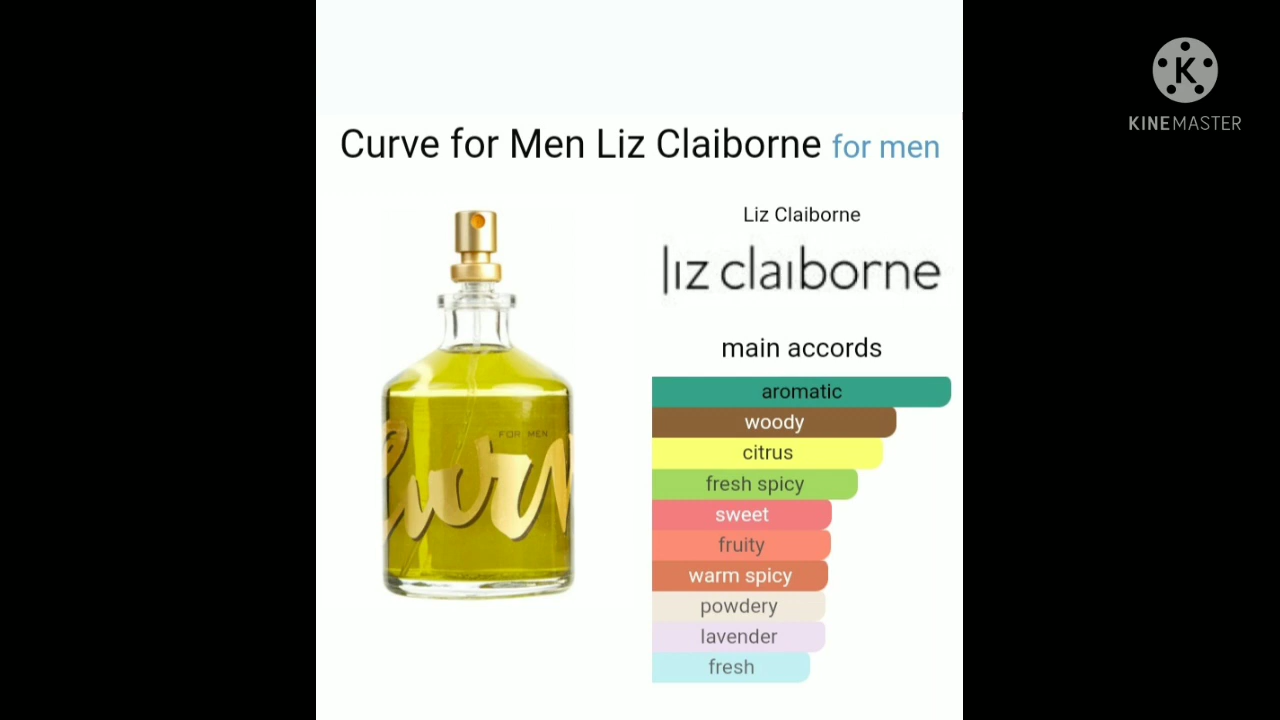 K
KINEMASTER
Curve for Men Liz Claiborne for men
Liz Claiborne
liz claiborne
main accords
aromatic
woody
citrus
fresh spicy
sweet
fruity
warm spicy
powdery
lavender
fresh
FOR MEN
Curv